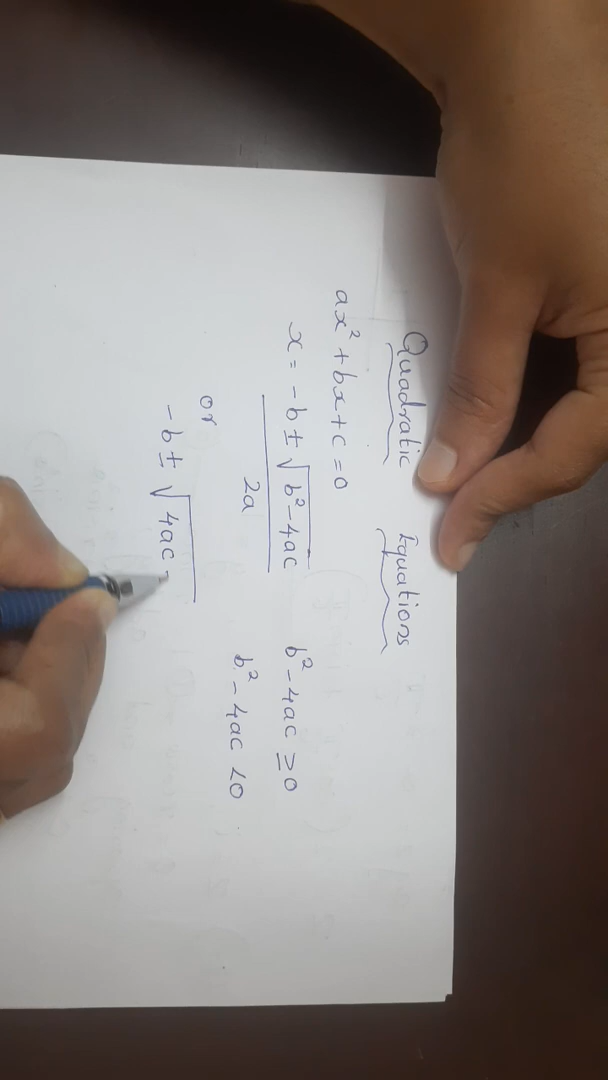 Quadratic Equations
ax² + bx + c = 0
x = -b ± √b² - 4ac b² - 4ac ≥ 0
2a b² - 4ac < 0
or
-b ± √4ac -